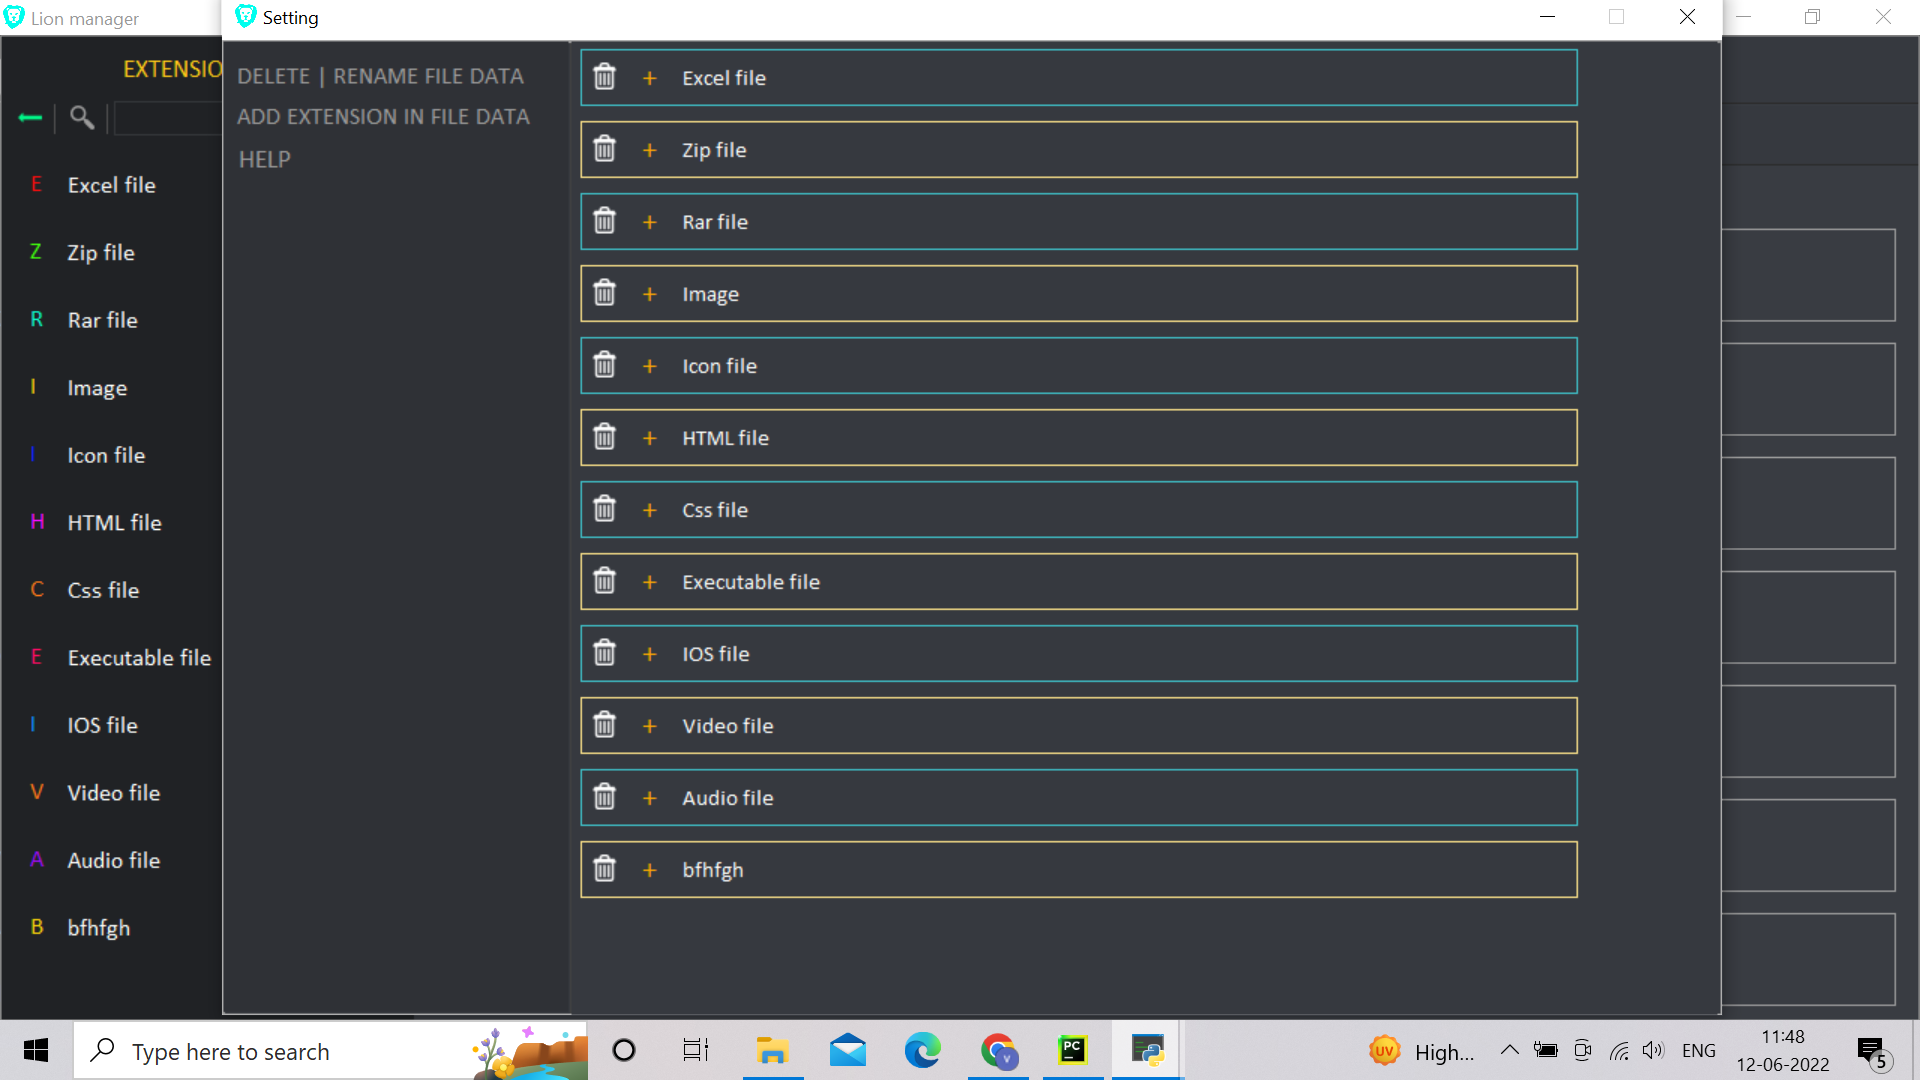 Lion manager
Setting
EXTENSIO
DELETE | RENAME FILE DATA
ADD EXTENSION IN FILE DATA
HELP
E Excel file
Z Zip file
R Rar file
I Image
I Icon file
H HTML file
C Css file
E Executable file
I IOS file
V Video file
A Audio file
B bfhfgh
+ Excel file
+ Zip file
+ Rar file
+ Image
+ Icon file
+ HTML file
+ Css file
+ Executable file
+ IOS file
+ Video file
+ Audio file
+ bfhfgh
Type here to search
v
PC
UV
High...
ENG
11:48
12-06-2022
5